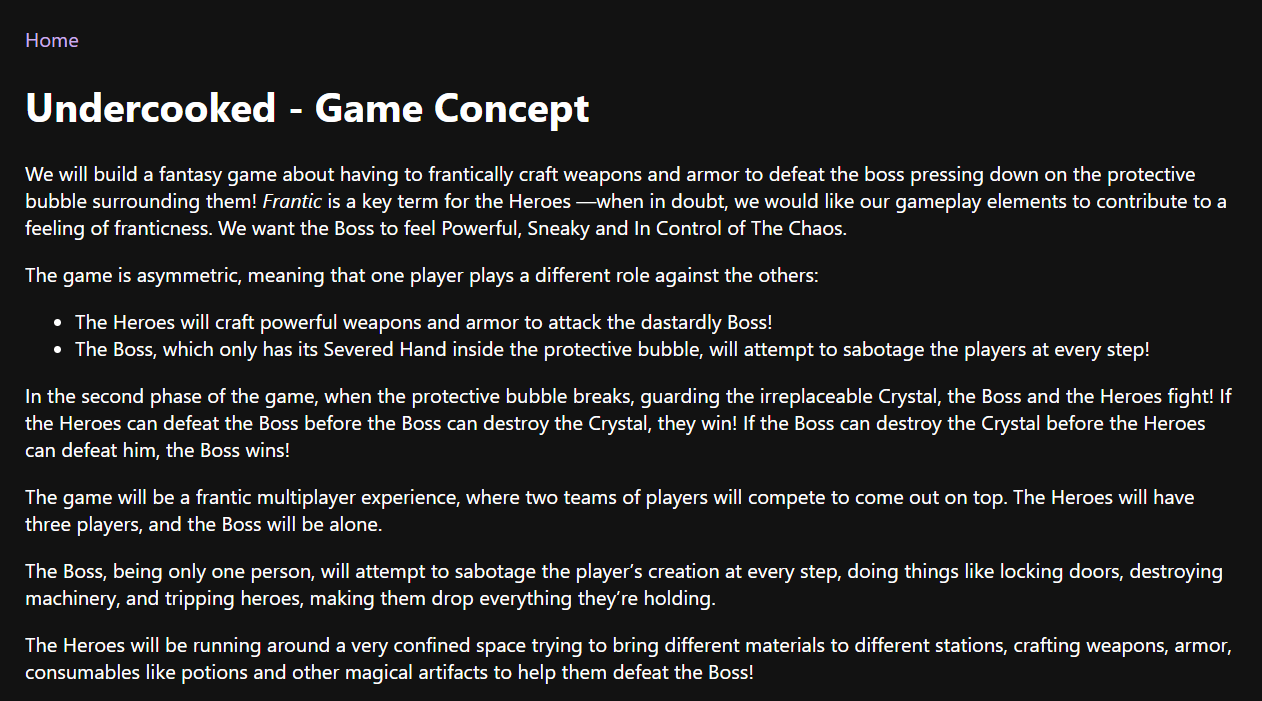 Home
Undercooked - Game Concept
We will build a fantasy game about having to frantically craft weapons and armor to defeat the boss pressing down on the protective
bubble surrounding them! Frantic is a key term for the Heroes —when in doubt, we would like our gameplay elements to contribute to a
feeling of franticness. We want the Boss to feel Powerful, Sneaky and In Control of The Chaos.
The game is asymmetric, meaning that one player plays a different role against the others:
• The Heroes will craft powerful weapons and armor to attack the dastardly Boss!
• The Boss, which only has its Severed Hand inside the protective bubble, will attempt to sabotage the players at every step!
In the second phase of the game, when the protective bubble breaks, guarding the irreplaceable Crystal, the Boss and the Heroes fight! If
the Heroes can defeat the Boss before the Boss can destroy the Crystal, they win! If the Boss can destroy the Crystal before the Heroes
can defeat him, the Boss wins!
The game will be a frantic multiplayer experience, where two teams of players will compete to come out on top. The Heroes will have
three players, and the Boss will be alone.
The Boss, being only one person, will attempt to sabotage the player’s creation at every step, doing things like locking doors, destroying
machinery, and tripping heroes, making them drop everything they’re holding.
The Heroes will be running around a very confined space trying to bring different materials to different stations, crafting weapons, armor,
consumables like potions and other magical artifacts to help them defeat the Boss!